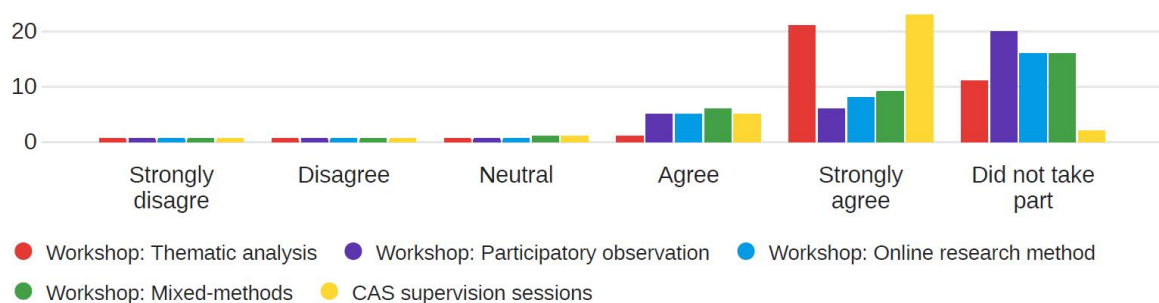 20
10
0
Strongly disagre
Disagree
Neutral
Agree
Strongly agree
Did not take part
Workshop: Thematic analysis
Workshop: Participatory observation
Workshop: Online research method
Workshop: Mixed-methods
CAS supervision sessions